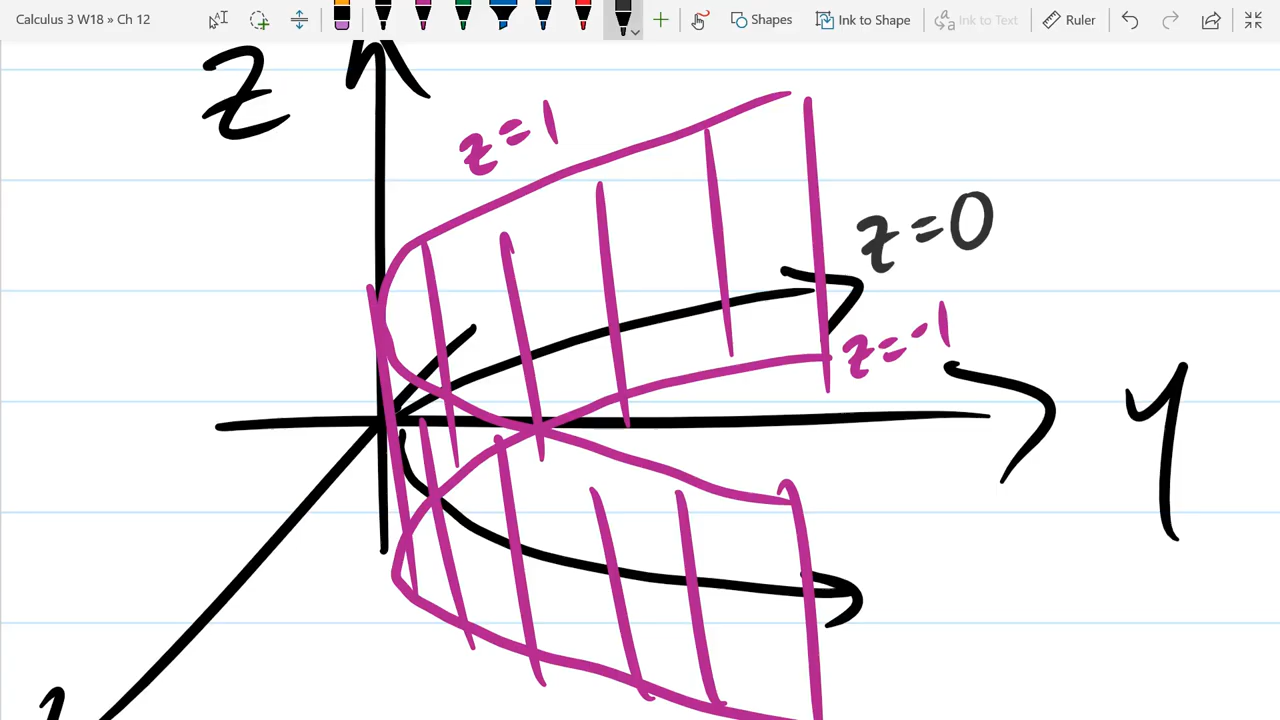 Calculus 3 W18 » Ch 12
Shapes
Ink to Shape
Ink to Text
Ruler
z
z=1
z=0
z=-1
y